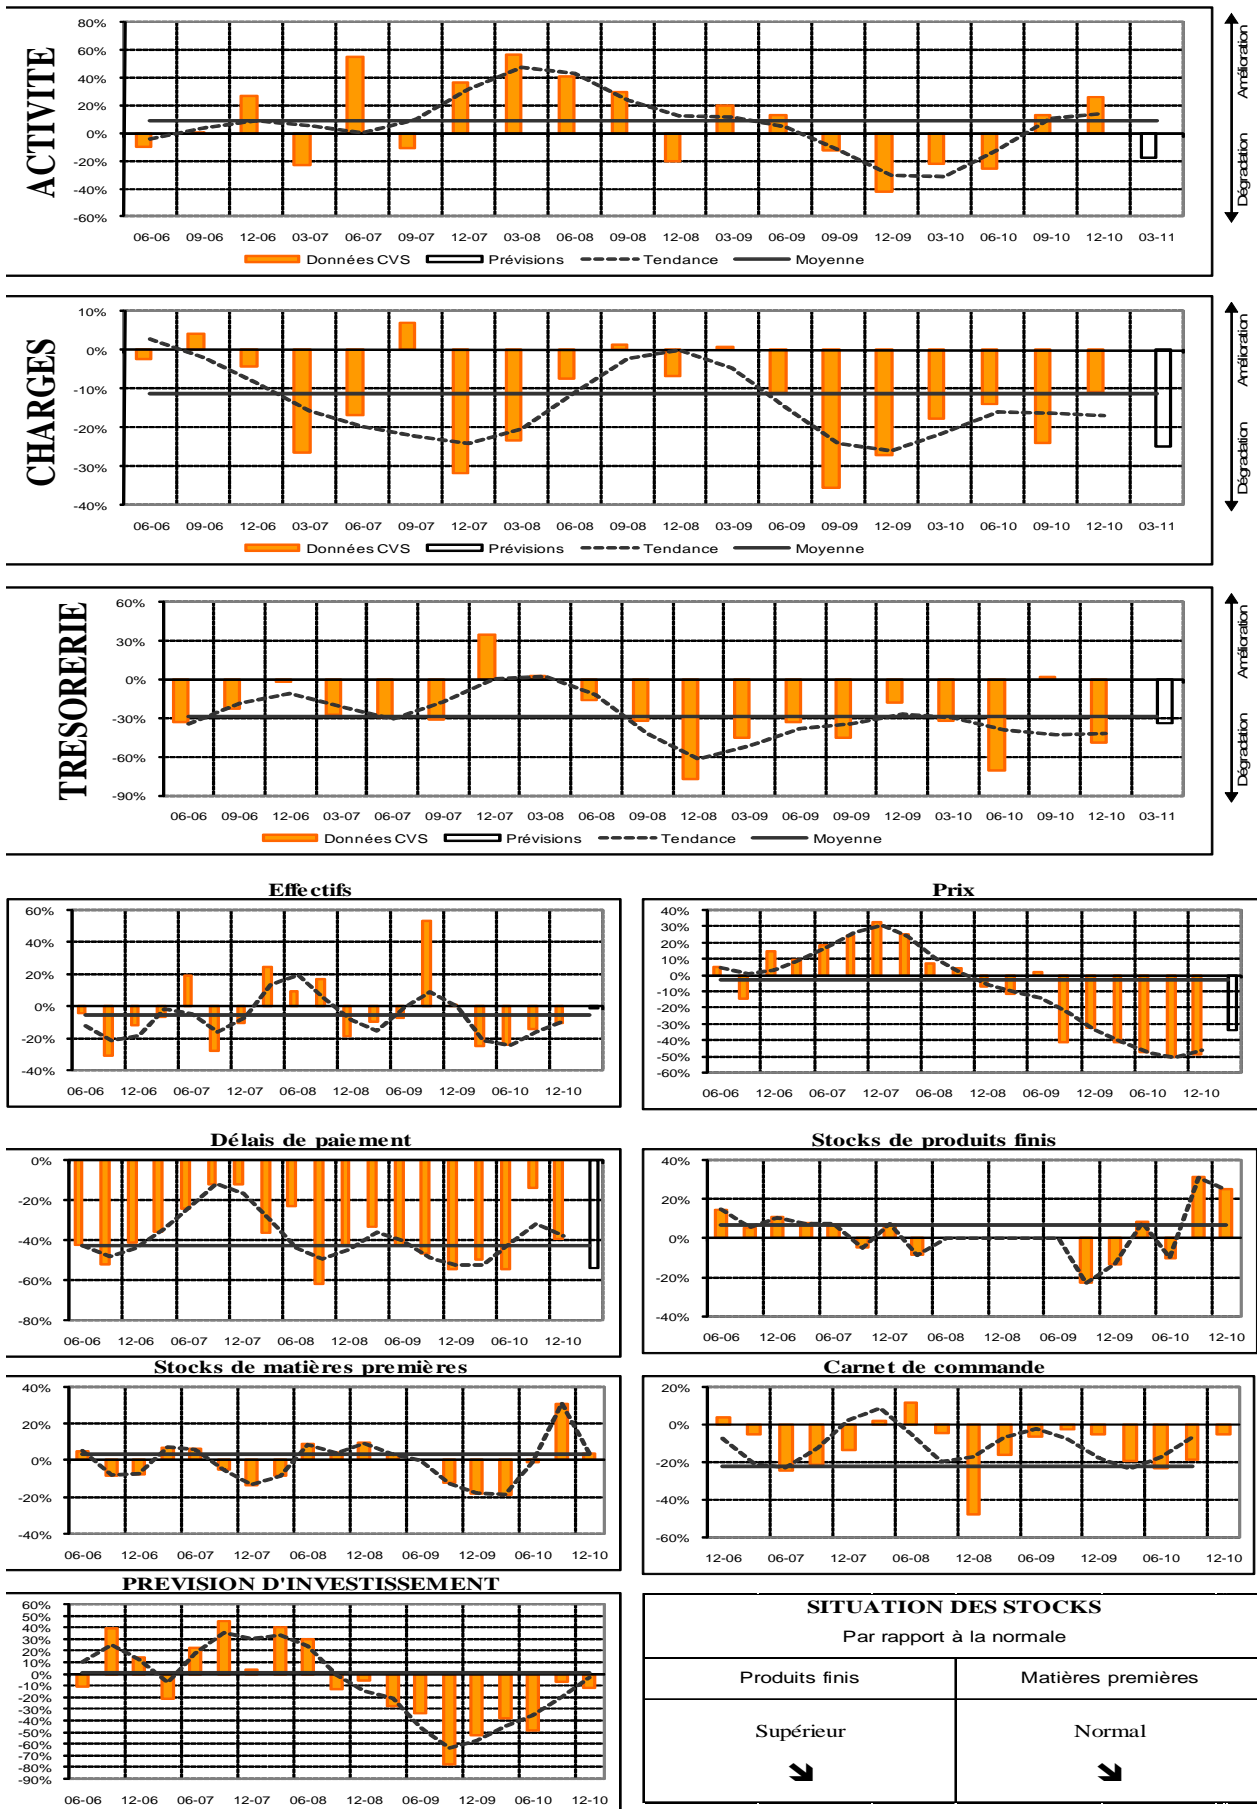 ACTIVITE
80%
60%
40%
20%
0%
-20%
-40%
-60%
06-06 09-06 12-06 03-07 06-07 09-07 12-07 03-08 06-08 09-08 12-08 03-09 06-09 09-09 12-09 03-10 06-10 09-10 12-10 03-11
Données CVS Prévisions Tendance Moyenne
Amélioration
Dégradation
CHARGES
10%
0%
-10%
-20%
-30%
-40%
06-06 09-06 12-06 03-07 06-07 09-07 12-07 03-08 06-08 09-08 12-08 03-09 06-09 09-09 12-09 03-10 06-10 09-10 12-10 03-11
Données CVS Prévisions Tendance Moyenne
Amélioration
Dégradation
TRESORERIE
60%
30%
0%
-30%
-60%
-90%
06-06 09-06 12-06 03-07 06-07 09-07 12-07 03-08 06-08 09-08 12-08 03-09 06-09 09-09 12-09 03-10 06-10 09-10 12-10 03-11
Données CVS Prévisions Tendance Moyenne
Amélioration
Dégradation
Effectifs
60%
40%
20%
0%
-20%
-40%
06-06 12-06 06-07 12-07 06-08 12-08 06-09 12-09 06-10 12-10
Prix
40%
30%
20%
10%
0%
-10%
-20%
-30%
-40%
-50%
-60%
06-06 12-06 06-07 12-07 06-08 12-08 06-09 12-09 06-10 12-10
Délais de paiement
0%
-20%
-40%
-60%
-80%
06-06 12-06 06-07 12-07 06-08 12-08 06-09 12-09 06-10 12-10
Stocks de produits finis
40%
20%
0%
-20%
-40%
06-06 12-06 06-07 12-07 06-08 12-08 06-09 12-09 06-10 12-10
Stocks de matières premières
40%
20%
0%
-20%
-40%
06-06 12-06 06-07 12-07 06-08 12-08 06-09 12-09 06-10 12-10
Carnet de commande
20%
0%
-20%
-40%
-60%
12-06 06-07 12-07 06-08 12-08 06-09 12-09 06-10 12-10
PREVISION D'INVESTISSEMENT
60%
50%
40%
30%
20%
10%
0%
-10%
-20%
-30%
-40%
-50%
-60%
-70%
-80%
-90%
06-06 12-06 06-07 12-07 06-08 12-08 06-09 12-09 06-10 12-10
SITUATION DES STOCKS
Par rapport à la normale
Produits finis Matières premières
Supérieur Normal